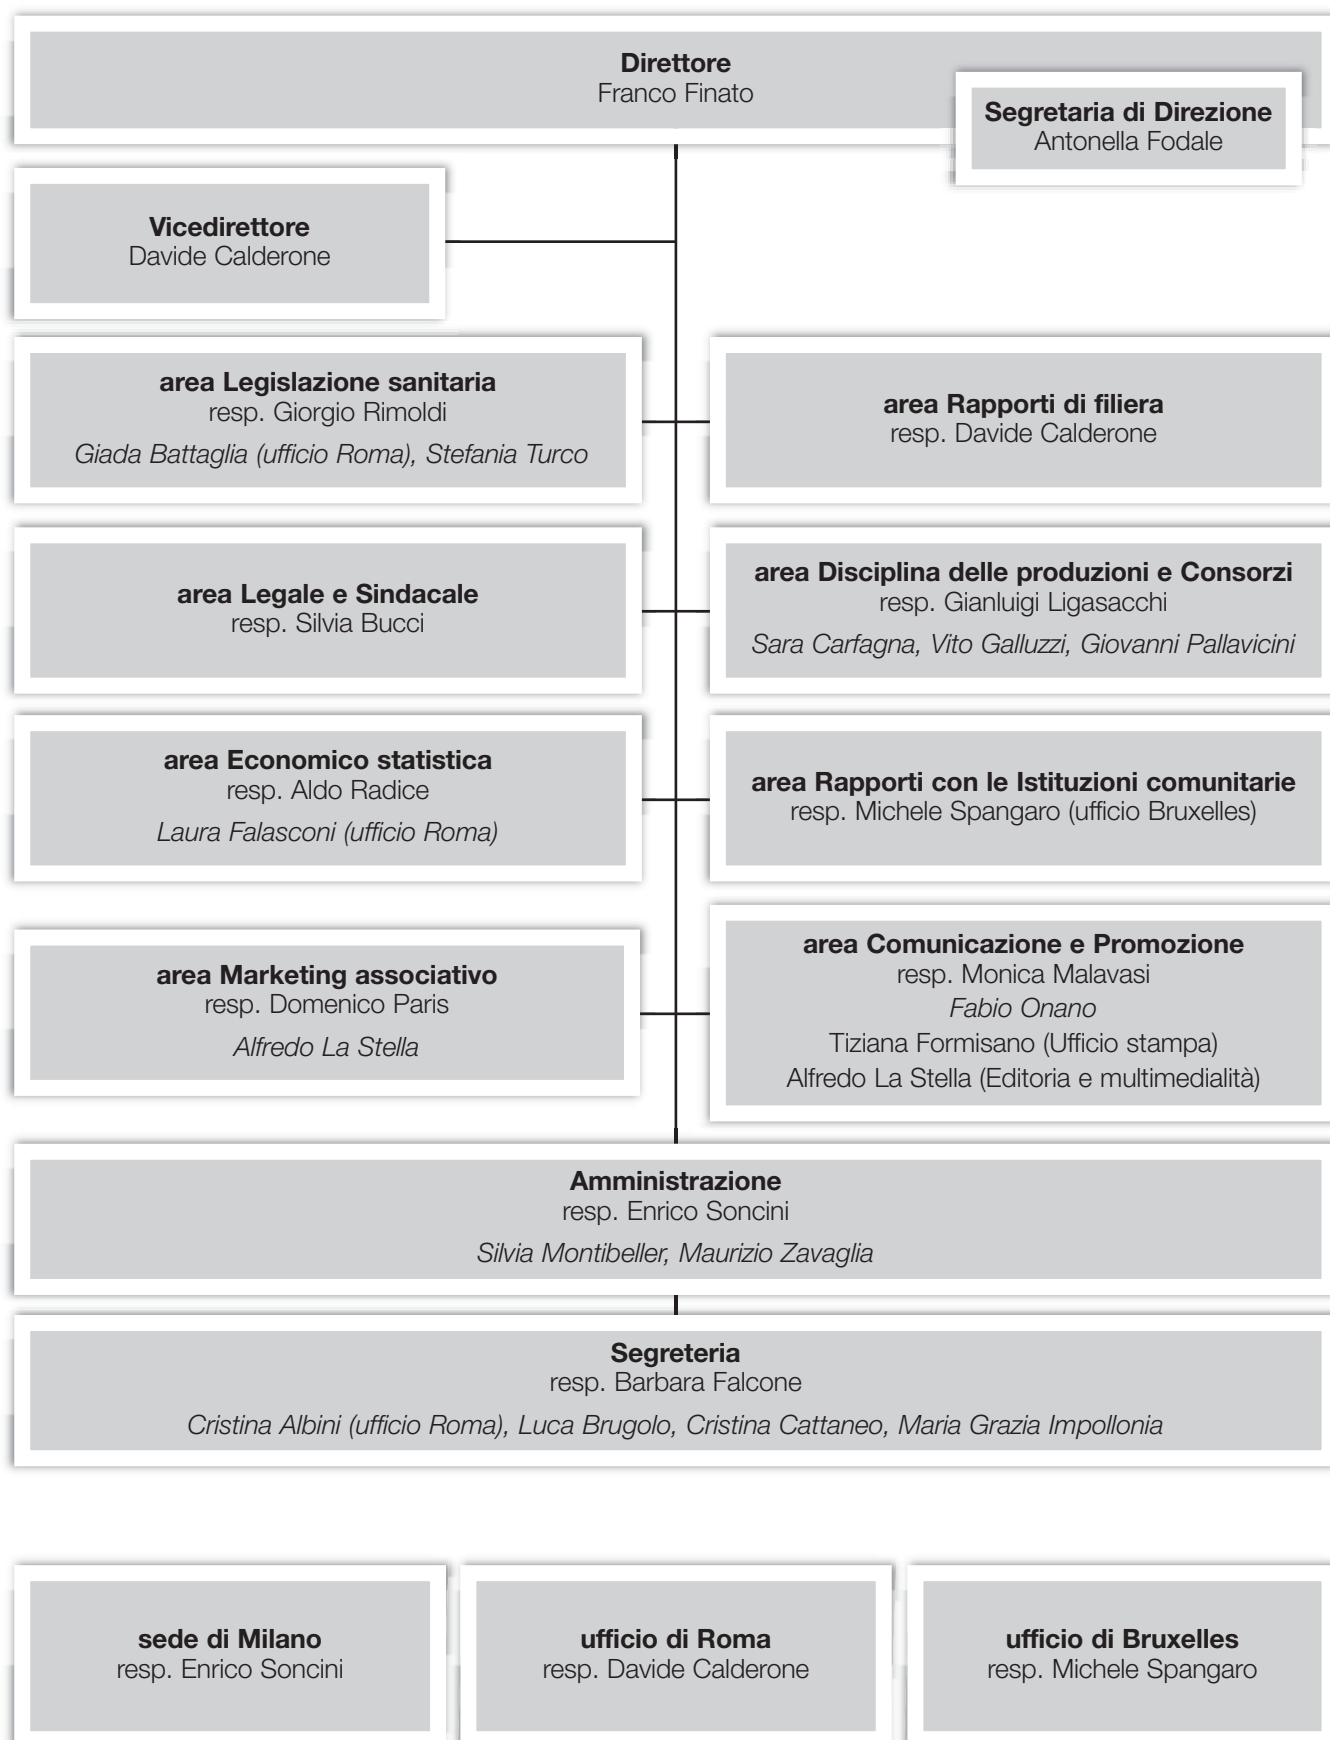 Direttore
Franco Finato
Segretaria di Direzione
Antonella Fodale
Vicedirettore
Davide Calderone
area Legislazione sanitaria
resp. Giorgio Rimoldi
Giada Battaglia (ufficio Roma), Stefania Turco
area Rapporti di filiera
resp. Davide Calderone
area Legale e Sindacale
resp. Silvia Bucci
area Disciplina delle produzioni e Consorzi
resp. Gianluigi Ligasacchi
Sara Carfagna, Vito Galluzzi, Giovanni Pallavicini
area Economico statistica
resp. Aldo Radice
Laura Falasconi (ufficio Roma)
area Rapporti con le Istituzioni comunitarie
resp. Michele Spangaro (ufficio Bruxelles)
area Marketing associativo
resp. Domenico Paris
Alfredo La Stella
area Comunicazione e Promozione
resp. Monica Malavasi
Fabio Onano
Tiziana Formisano (Ufficio stampa)
Alfredo La Stella (Editoria e multimedialità)
Amministrazione
resp. Enrico Soncini
Silvia Montibeller, Maurizio Zavaglia
Segreteria
resp. Barbara Falcone
Cristina Albini (ufficio Roma), Luca Brugolo, Cristina Cattaneo, Maria Grazia Impollonia
sede di Milano
resp. Enrico Soncini
ufficio di Roma
resp. Davide Calderone
ufficio di Bruxelles
resp. Michele Spangaro